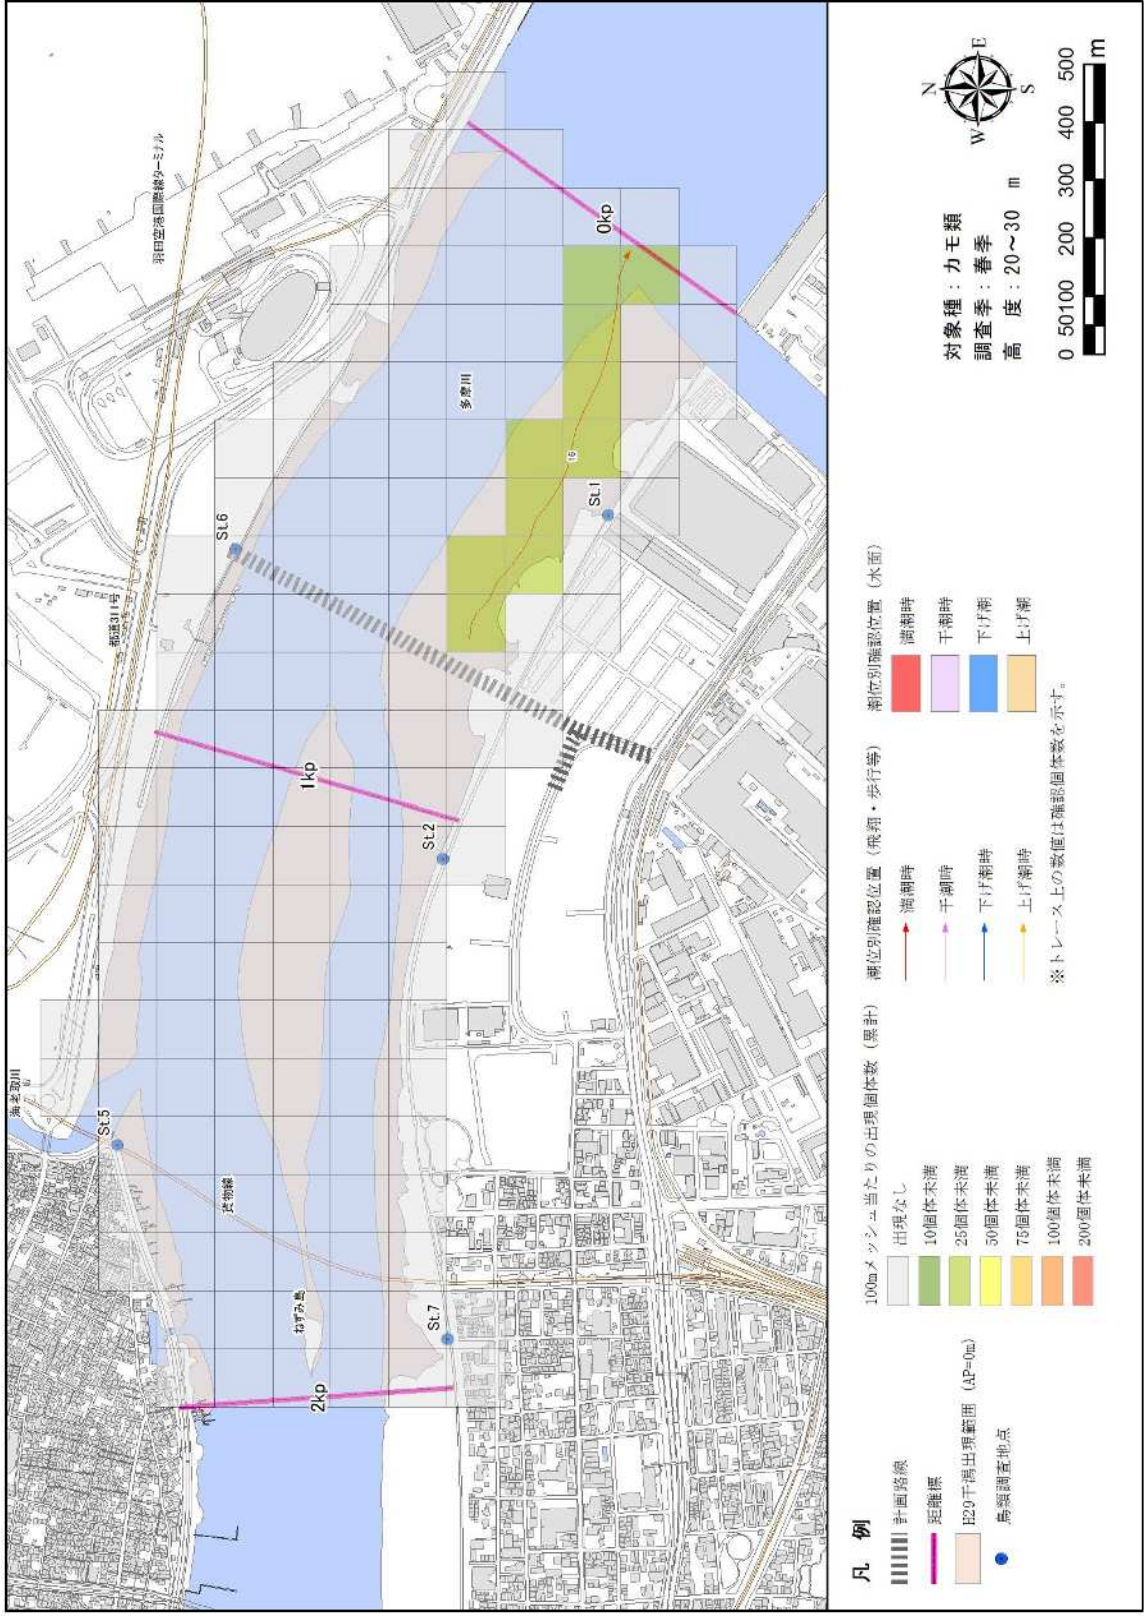 羽田空港国際線ターミナル
海老取川
都道311号
St.5
St.6
貨物線
多摩川
0kp
1kp
2kp
ねずみ島
16
St.1
St.2
St.7
N
W
E
S
対象種：カモ類
調査季：春季
高　度：20～30　m
0 50 100 200 300 400 500
m
凡　例
計画路線
距離標
H29干潟出現範囲（AP=0m）
鳥類調査地点
100mメッシュ当たりの出現個体数（累計）
出現なし
10個体未満
25個体未満
50個体未満
75個体未満
100個体未満
200個体未満
潮位別確認位置（飛翔・歩行等）
満潮時
干潮時
下げ潮時
上げ潮時
潮位別確認位置（水面）
満潮時
干潮時
下げ潮
上げ潮
※トレース上の数値は確認個体数を示す。